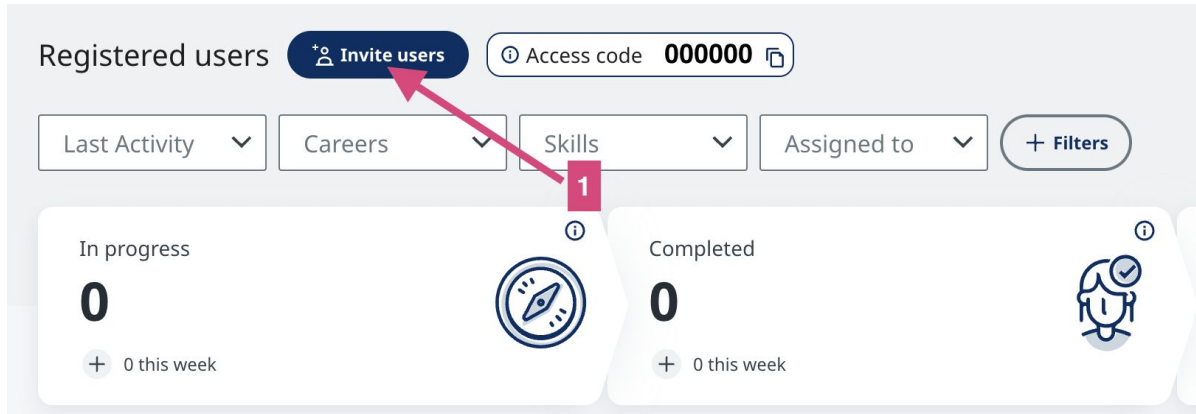 Registered users
Invite users
Access code 000000
Last Activity
Careers
Skills
Assigned to
+ Filters
1
In progress
0
+ 0 this week
Completed
0
+ 0 this week